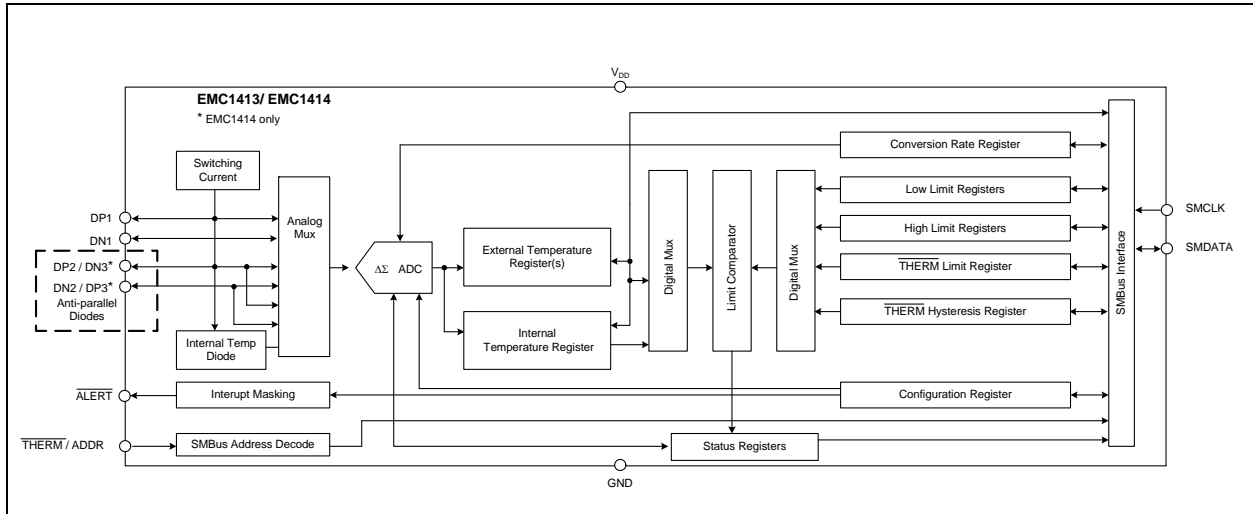 V_DD
EMC1413/ EMC1414
* EMC1414 only
Switching
Current
Analog
Mux
DP1
DN1
DP2 / DN3*
DN2 / DP3*
Anti-parallel
Diodes
Internal Temp
Diode
ΔΣ ADC
External Temperature
Register(s)
Internal
Temperature Register
Digital Mux
Limit Comparator
Digital Mux
Conversion Rate Register
Low Limit Registers
High Limit Registers
THERM Limit Register
THERM Hysteresis Register
Configuration Register
SMBus Interface
SMCLK
SMDATA
ALERT
Interupt Masking
THERM / ADDR
SMBus Address Decode
Status Registers
GND